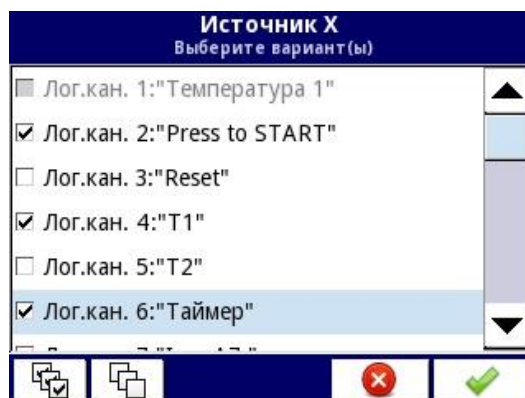 Источник X
Выберите вариант(ы)
Лог.кан. 1:"Температура 1"
Лог.кан. 2:"Press to START"
Лог.кан. 3:"Reset"
Лог.кан. 4:"T1"
Лог.кан. 5:"T2"
Лог.кан. 6:"Таймер"